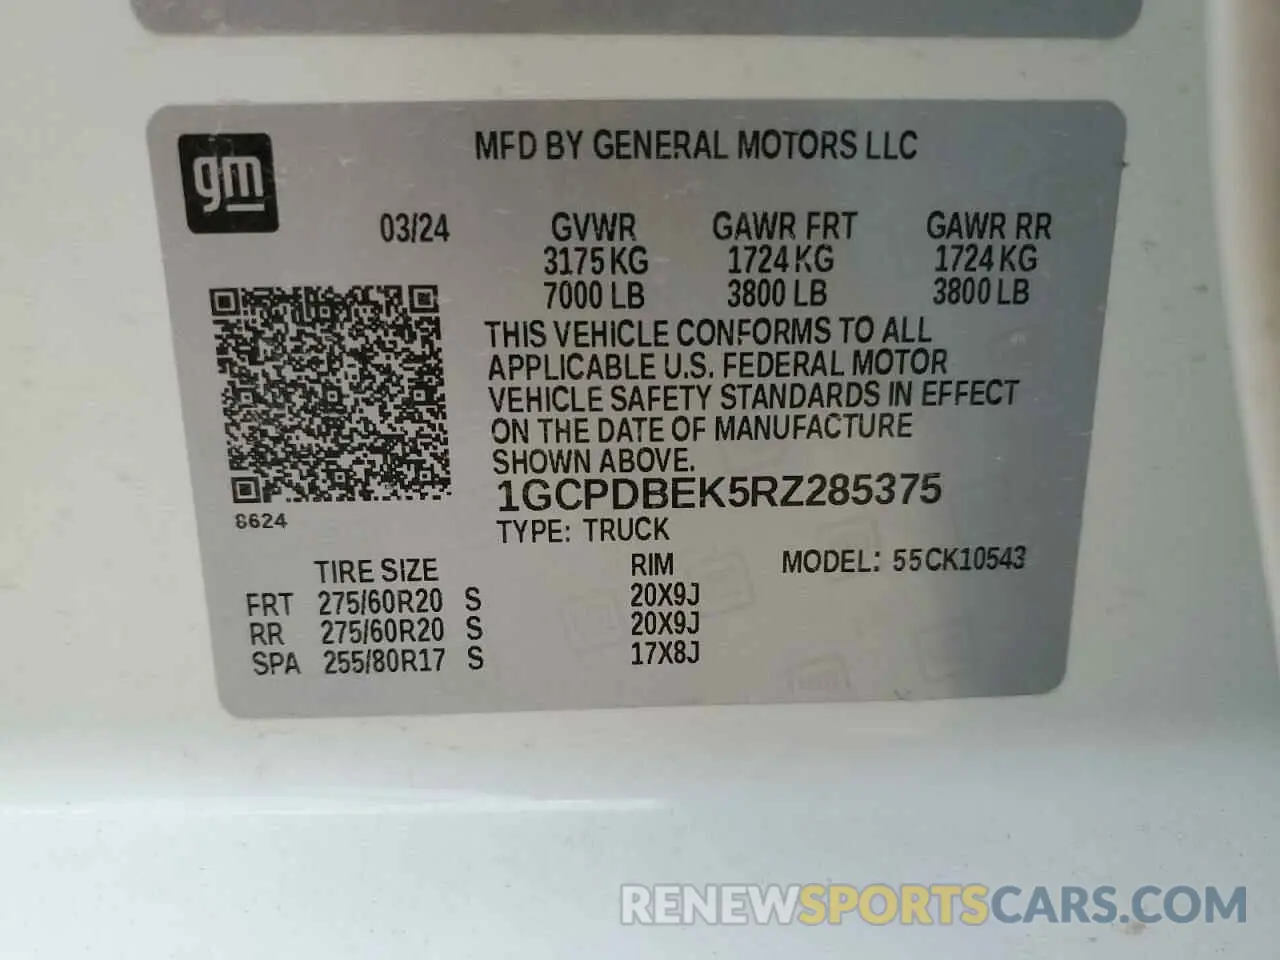 gm
MFD BY GENERAL MOTORS LLC
03/24 GVWR GAWR FRT GAWR RR
3175 KG 1724 KG 1724 KG
7000 LB 3800 LB 3800 LB
THIS VEHICLE CONFORMS TO ALL
APPLICABLE U.S. FEDERAL MOTOR
VEHICLE SAFETY STANDARDS IN EFFECT
ON THE DATE OF MANUFACTURE
SHOWN ABOVE.
1GCPDBEK5RZ285375
8624
TYPE: TRUCK
TIRE SIZE RIM MODEL: 55CK10543
FRT 275/60R20 S 20X9J
RR 275/60R20 S 20X9J
SPA 255/80R17 S 17X8J
RENEWSPORTSCARS.COM